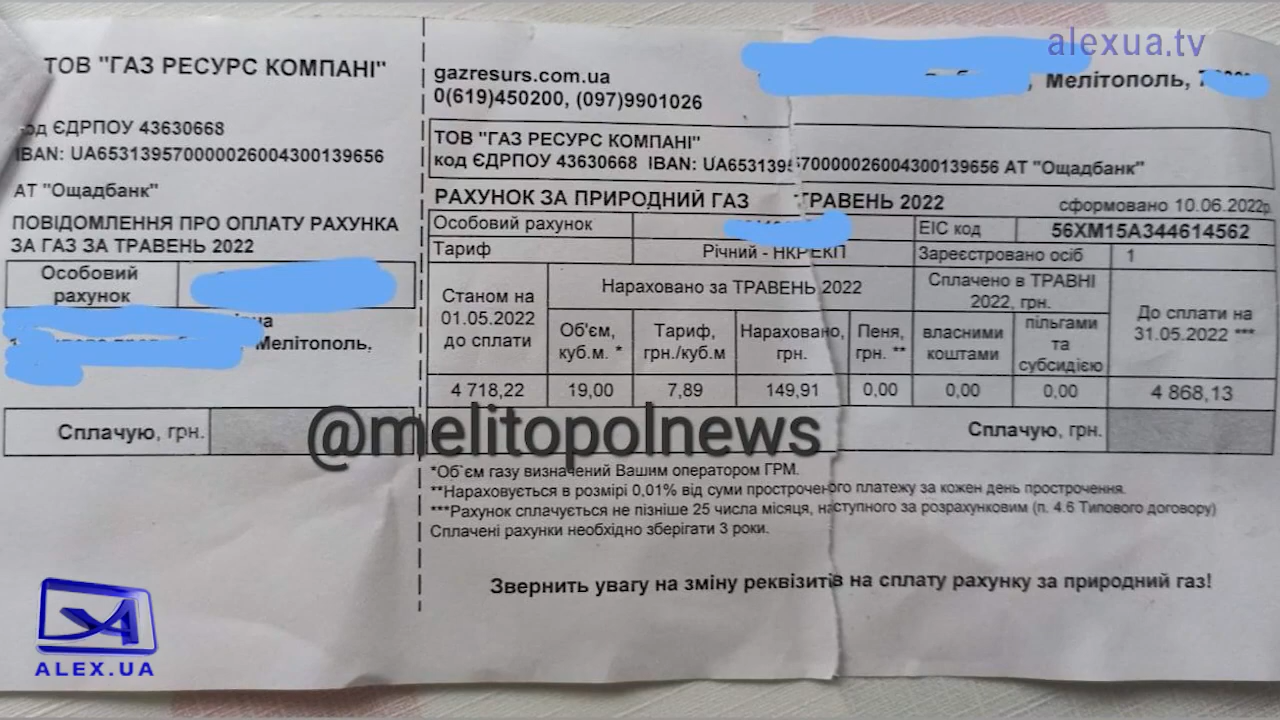 alexua.tv
ТОВ "ГАЗ РЕСУРС КОМПАНІ"
код ЄДРПОУ 43630668
IBAN: UA653139570000026004300139656
АТ "Ощадбанк"
ПОВІДОМЛЕННЯ ПРО ОПЛАТУ РАХУНКА
ЗА ГАЗ ЗА ТРАВЕНЬ 2022
Особовий
рахунок
Мелітополь,
Сплачую, грн.
gazresurs.com.ua
0(619)450200, (097)9901026
, Мелітополь,
ТОВ "ГАЗ РЕСУРС КОМПАНІ"
код ЄДРПОУ 43630668 IBAN: UA653139570000026004300139656 АТ "Ощадбанк"
РАХУНОК ЗА ПРИРОДНИЙ ГАЗ ТРАВЕНЬ 2022
сформовано 10.06.2022р
Особовий рахунок
ЕІС код
56XM15A344614562
Тариф
Річний - НКРЕКП
Зареєстровано осіб
1
Станом на
01.05.2022
до сплати
Нараховано за ТРАВЕНЬ 2022
Сплачено в ТРАВНІ
2022, грн.
До сплати на
31.05.2022 ***
Об'єм,
куб.м. *
Тариф,
грн./куб.м
Нараховано,
грн.
Пеня,
грн. **
власними
коштами
пільгами
та
субсидією
4 718,22 19,00 7,89 149,91 0,00 0,00 0,00 4 868,13
Сплачую, грн.
@melitopolnews
*Об`єм газу визначений Вашим оператором ГРМ.
**Нараховується в розмірі 0,01% від суми простроченого платежу за кожен день прострочення.
***Рахунок сплачується не пізніше 25 числа місяця, наступного за розрахунковим (п. 4.6 Типового договору)
Сплачені рахунки необхідно зберігати 3 роки.
Звернить увагу на зміну реквізитів на сплату рахунку за природний газ!
ALEX.UA